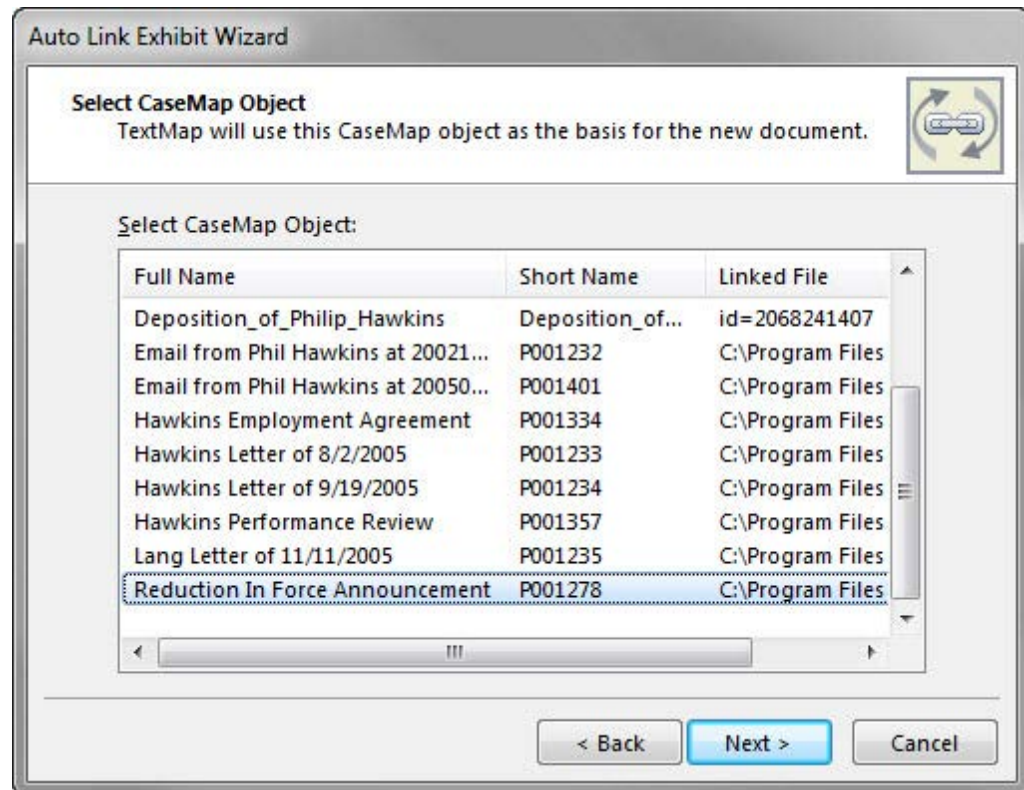 Auto Link Exhibit Wizard
Select CaseMap Object
TextMap will use this CaseMap object as the basis for the new document.
Select CaseMap Object:
Full Name Short Name Linked File
Deposition_of_Philip_Hawkins Deposition_of... id=2068241407
Email from Phil Hawkins at 20021... P001232 C:\Program Files
Email from Phil Hawkins at 20050... P001401 C:\Program Files
Hawkins Employment Agreement P001334 C:\Program Files
Hawkins Letter of 8/2/2005 P001233 C:\Program Files
Hawkins Letter of 9/19/2005 P001234 C:\Program Files
Hawkins Performance Review P001357 C:\Program Files
Lang Letter of 11/11/2005 P001235 C:\Program Files
Reduction In Force Announcement P001278 C:\Program Files
< Back Next > Cancel